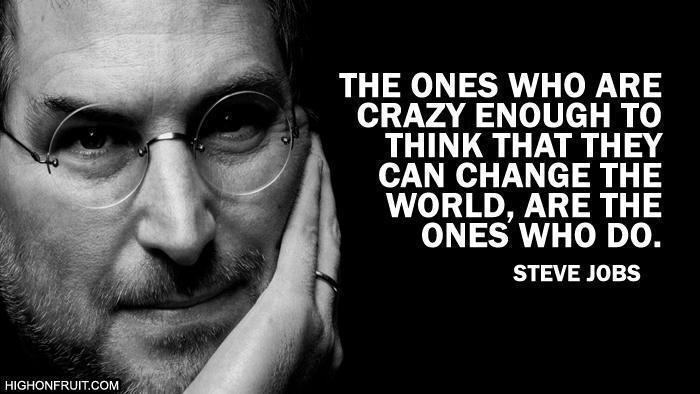 THE ONES WHO ARE
CRAZY ENOUGH TO
THINK THAT THEY
CAN CHANGE THE
WORLD, ARE THE
ONES WHO DO.
STEVE JOBS
HIGHONFRUIT.COM